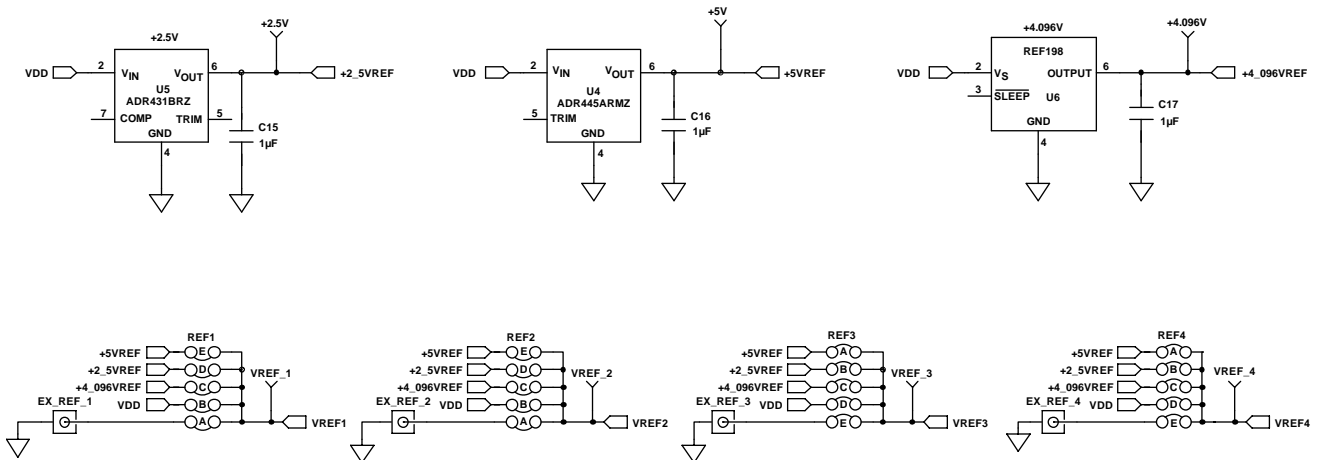 +2.5V
+2.5V
VDD
2
VIN
VOUT
6
+2_5VREF
U5
ADR431BRZ
7
COMP
TRIM
5
GND
4
C15
1µF
+5V
VDD
2
VIN
VOUT
6
+5VREF
U4
ADR445ARMZ
5
TRIM
GND
4
C16
1µF
+4.096V
+4.096V
REF198
VDD
2
VS
OUTPUT
6
+4_096VREF
3
SLEEP
U6
GND
4
C17
1µF
REF1
+5VREF
E
+2_5VREF
D
+4_096VREF
C
VREF_1
VDD
B
EX_REF_1
A
VREF1
REF2
+5VREF
E
+2_5VREF
D
+4_096VREF
C
VREF_2
VDD
B
EX_REF_2
A
VREF2
REF3
+5VREF
A
+2_5VREF
B
+4_096VREF
C
VREF_3
VDD
D
EX_REF_3
E
VREF3
REF4
+5VREF
A
+2_5VREF
B
+4_096VREF
C
VREF_4
VDD
D
EX_REF_4
E
VREF4